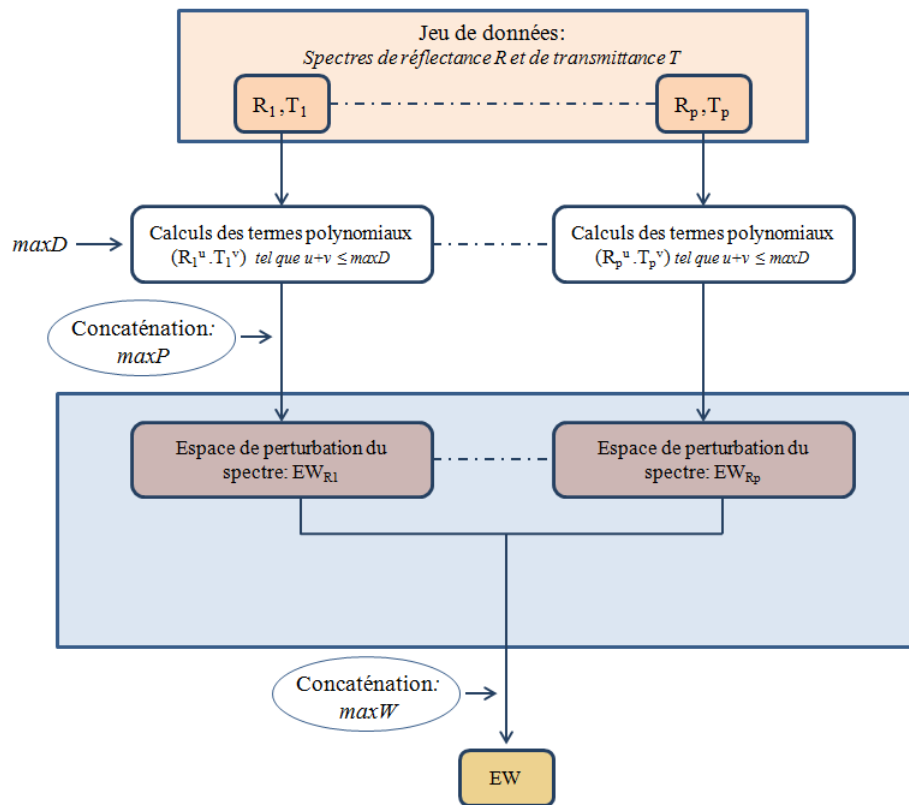 Jeu de données:
Spectres de réflectance R et de transmittance T
R₁,T₁
Rₚ,Tₚ
maxD
Calculs des termes polynomiaux
(R₁ᵘ.T₁ᵛ) tel que u+v ≤ maxD
Calculs des termes polynomiaux
(Rₚᵘ.Tₚᵛ) tel que u+v ≤ maxD
Concaténation:
maxP
Espace de perturbation du
spectre: EW_R1
Espace de perturbation du
spectre: EW_Rp
Concaténation:
maxW
EW